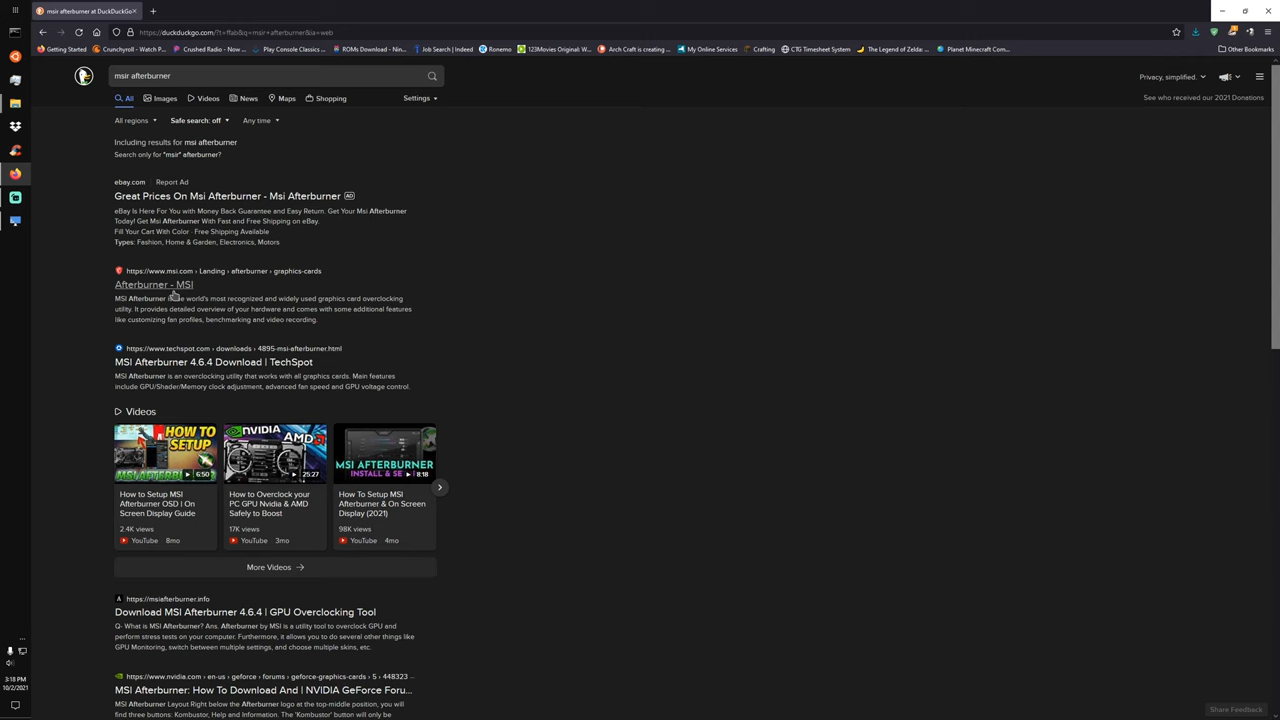 msir afterburner at DuckDuckGo
https://duckduckgo.com/?t=ffab&q=msir+afterburner&ia=web
Getting Started
Crunchyroll - Watch P...
Crushed Radio - Your ...
Play Console Classics ...
ROMs Download - Nin...
Job Search | Indeed
Ronemo
123Movies Original W...
Arch Craft is creating ...
My Online Services
Crafting
CTG Timesheet System
The Legend of Zelda: ...
Planet Minecraft Com...
Other Bookmarks
msir afterburner
Privacy, simplified.
All
Images
Videos
News
Maps
Shopping
Settings
See who received our 2021 Donations
All regions
Safe search: off
Any time
Including results for msi afterburner
Search only for "msir" afterburner?
ebay.com
Report Ad
Great Prices On Msi Afterburner - Msi Afterburner AD
eBay Is Here For You with Money Back Guarantee and Easy Return. Get Your Msi Afterburner
Today! Get Msi Afterburner With Fast and Free Shipping on eBay.
Fill Your Cart With Color · Free Shipping Available
Types: Fashion, Home & Garden, Electronics, Motors
https://www.msi.com › Landing › afterburner › graphics-cards
Afterburner - MSI
MSI Afterburner is the world's most recognized and widely used graphics card overclocking
utility. It provides detailed overview of your hardware and comes with some additional features
like customizing fan profiles, benchmarking and video recording.
https://www.techspot.com › downloads › 4895-msi-afterburner.html
MSI Afterburner 4.6.4 Download | TechSpot
MSI Afterburner is an overclocking utility that works with all graphics cards. Main features
include GPU/Shader/Memory clock adjustment, advanced fan speed and GPU voltage control.
Videos
HOW TO
SETUP
MSI AFTERBURNER
6:50
NVIDIA AMD
25:27
MSI AFTERBURNER
INSTALL & SE
8:18
How to Setup MSI
Afterburner OSD | On
Screen Display Guide
2.4K views
YouTube 8mo
How to Overclock your
PC GPU Nvidia & AMD
Safely to Boost
17K views
YouTube 3mo
How To Setup MSI
Afterburner & On Screen
Display (2021)
98K views
YouTube 4mo
More Videos
https://msiafterburner.info
Download MSI Afterburner 4.6.4 | GPU Overclocking Tool
Q- What is MSI Afterburner? Ans. Afterburner by MSI is a utility tool to overclock GPU and
perform stress tests on your computer. Furthermore, it allows you to do several other things like
GPU Monitoring, switch between multiple settings, and choose multiple skins, etc.
https://www.nvidia.com › en-us › geforce › forums › geforce-graphics-cards › 5 › 448323 ...
MSI Afterburner: How To Download And | NVIDIA GeForce Foru...
MSI Afterburner Layout Right below the Afterburner logo at the top-middle position, you will
find three buttons: Kombustor, Help and Information. The 'Kombustor' button will only be
Share Feedback
3:18 PM
10/2/2021